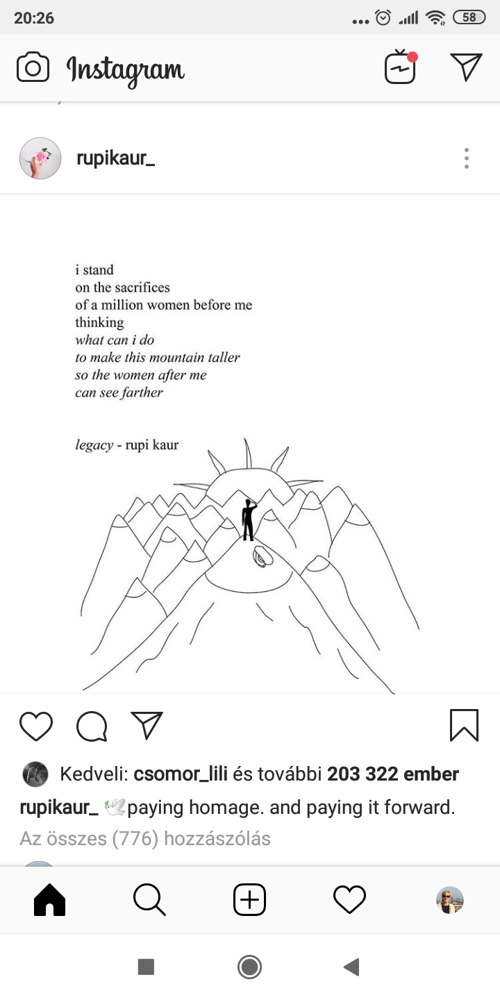 20:26
58
Instagram
rupikaur_
i stand
on the sacrifices
of a million women before me
thinking
what can i do
to make this mountain taller
so the women after me
can see farther
legacy - rupi kaur
Kedveli: csomor_lili és további 203 322 ember
rupikaur_ 🕊paying homage. and paying it forward.
Az összes (776) hozzászólás